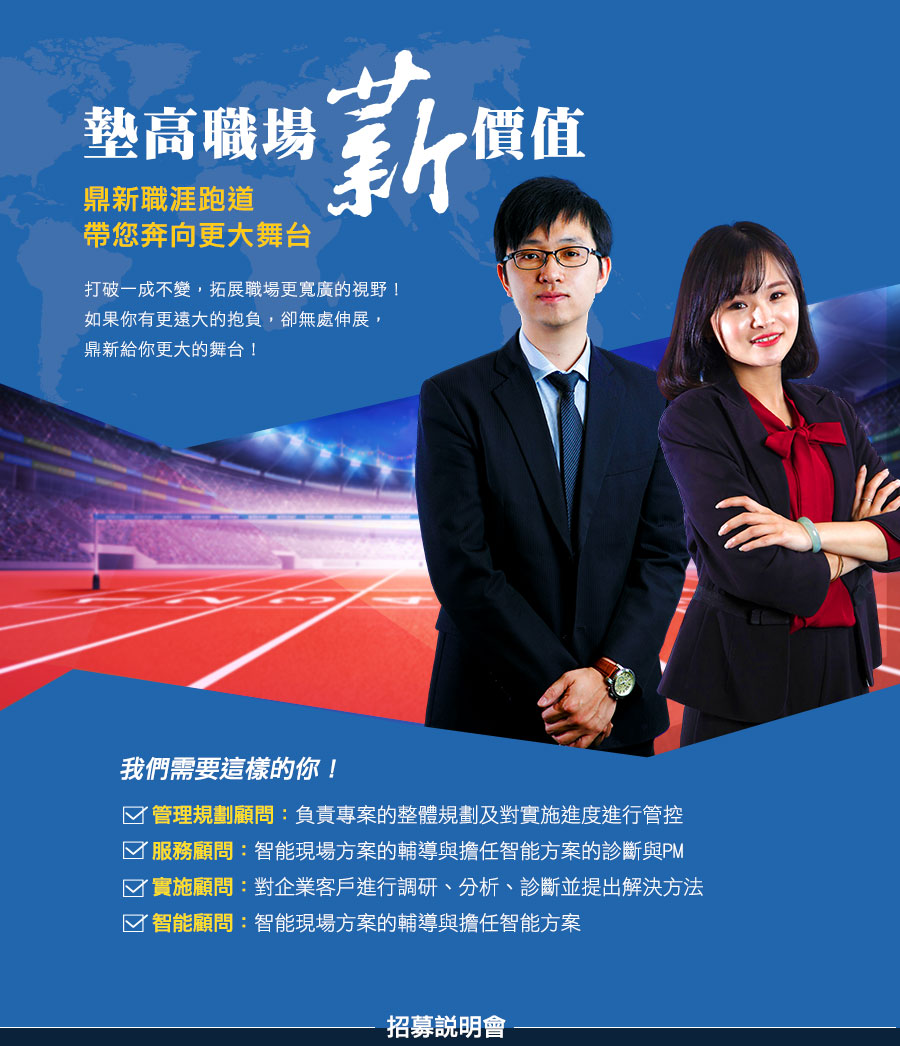 墊高職場薪價值
鼎新職涯跑道
帶您奔向更大舞台
打破一成不變，拓展職場更寬廣的視野！
如果你有更遠大的抱負，卻無處伸展，
鼎新給你更大的舞台！
我們需要這樣的你！
管理規劃顧問：負責專案的整體規劃及對實施進度進行管控
服務顧問：智能現場方案的輔導與擔任智能方案的診斷與PM
實施顧問：對企業客戶進行調研、分析、診斷並提出解決方法
智能顧問：智能現場方案的輔導與擔任智能方案
招募説明會